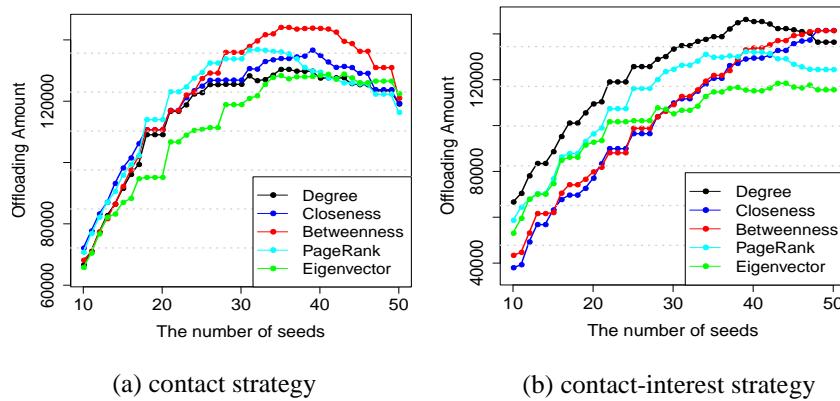 Offloading Amount
60000
80000
120000
10
20
30
40
50
The number of seeds
Degree
Closeness
Betweenness
PageRank
Eigenvector
(a) contact strategy
Offloading Amount
40000
80000
120000
10
20
30
40
50
The number of seeds
Degree
Closeness
Betweenness
PageRank
Eigenvector
(b) contact-interest strategy